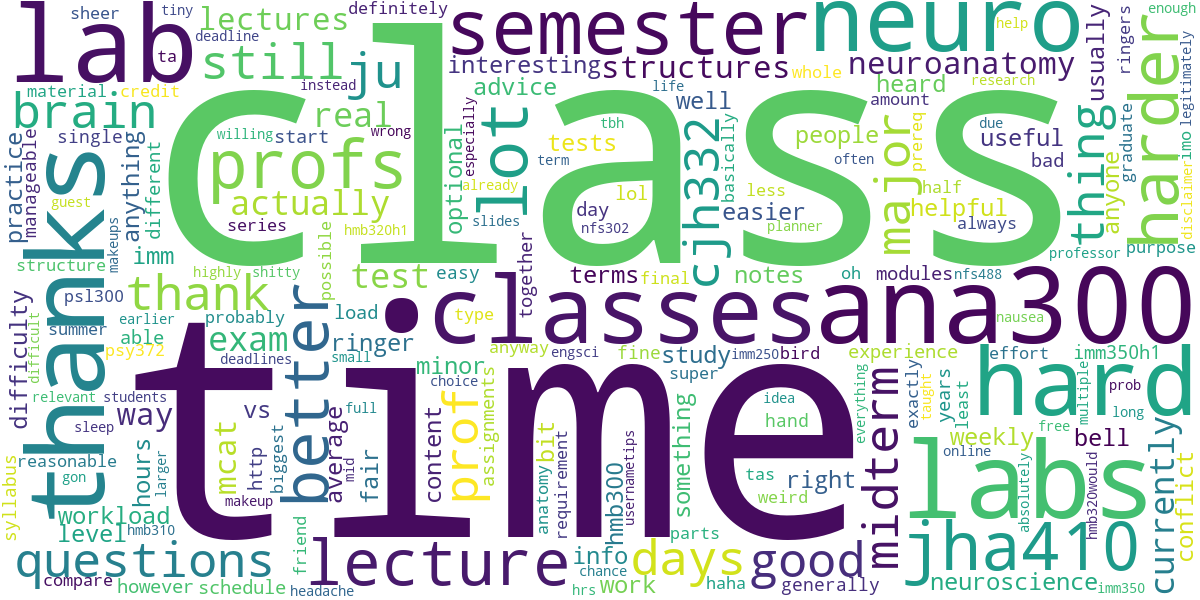 sheer
tiny
lab
ta
deadline
lectures
still
definitely
ju
instead
wrong
semester
interesting
structures
neuro
neuroanatomy
help
enough
ringers
usually
harder
legitimately
material
credit
brain
single
willing
start
real
class
profs
actually
series
hmb320h1
optional
especially
advice
lot
already
slides
term
tests
tbh
life
well
people
lol
day
nfs302
cjh332
basically
easier
less
planner
heard
amount
whole
major
prereq
often
half
helpful
always
research
due
useful
bad
thing
anyone
graduate
imo
disclaimer
professor
purpose
practice
manageable
guest
thanks
anything
makeups
different
structure
imm
psl300
thank
highly
shitty
possible
test
easy
together
terms
final
notes
oh
modules
nfs488
nausea
classes
ana300
difficulty
difficult
summer
earlier
able
psy372
probably
deadlines
exam
better
load
ringer
small
type
anyway
engsci
fine
study
imm250
bird
super
experience
effort
imm350h1
relevant
students
sleep
way
vs
time
average
mid
full
choice
minor
content
assignments
prof
bit
something
idea
hand
everything
midterm
taught
exactly
years
least
hard
multiple
prob
long
free
bell
weekly
online
reasonable
gon
larger
hours
mcat
http
biggest
makeup
fair
anatomy
requirement
hmb300
usernametips
tas
weird
right
labs
absolutely
hmb320would
currently
conflict
syllabus
workload
level
hmb310
questions
compare
however
schedule
friend
headache
lecture
info
chance
hrs
work
parts
days
haha
good
generally
jha410
neuroscience
imm350